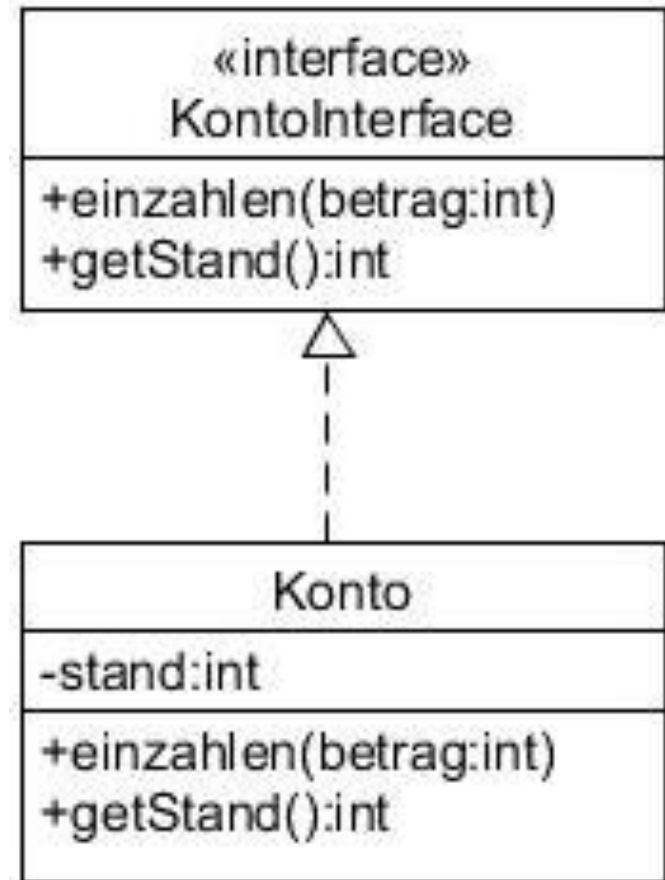 «interface»
KontoInterface
+einzahlen(betrag:int)
+getStand():int
Konto
-stand:int
+einzahlen(betrag:int)
+getStand():int